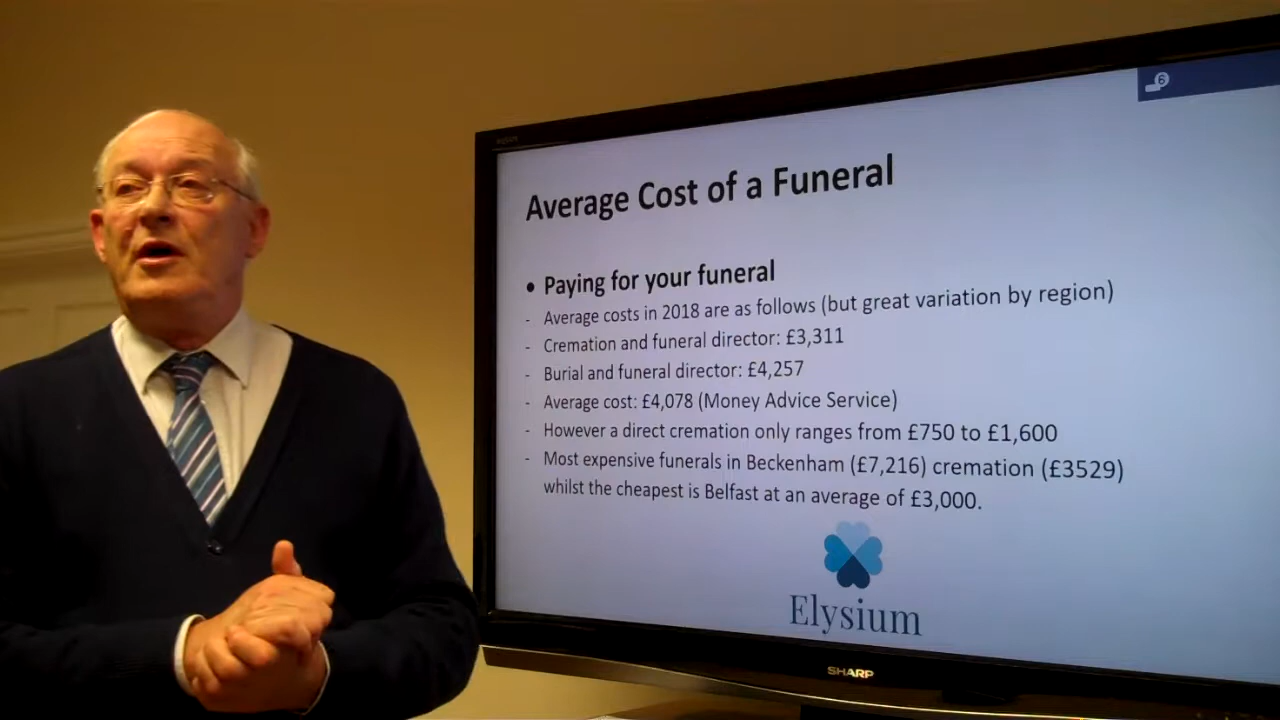 6
Average Cost of a Funeral
• Paying for your funeral
- Average costs in 2018 are as follows (but great variation by region)
- Cremation and funeral director: £3,311
- Burial and funeral director: £4,257
- Average cost: £4,078 (Money Advice Service)
- However a direct cremation only ranges from £750 to £1,600
- Most expensive funerals in Beckenham (£7,216) cremation (£3529)
whilst the cheapest is Belfast at an average of £3,000.
Elysium
SHARP